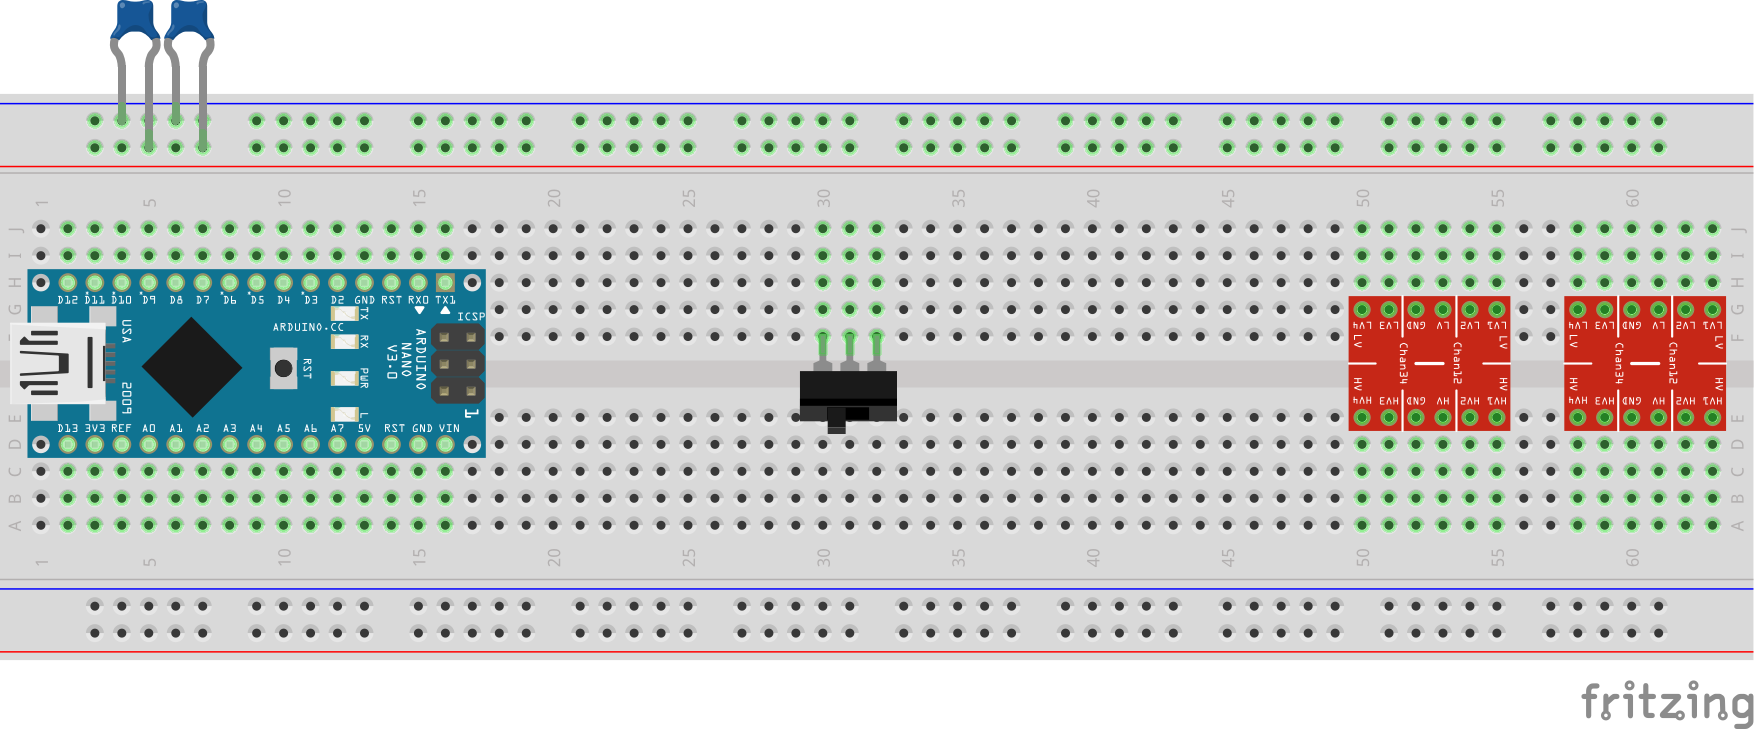 1 5 10 15 20 25 30 35 40 45 50 55 60
J J
I I
H H
G G
F
D12 D11 D10 D9 D8 D7 D6 D5 D4 D3 D2 GND RST RX0 TX1
ICSP
ARDUINO.CC
USA
2009
RST
TX
RX
PWR
L
ARDUINO
NANO
V3.0
1
D13 3V3 REF A0 A1 A2 A3 A4 A5 A6 A7 5V RST GND VIN
LV4 LV3 GND LV LV2 LV1
LV
Chan34
Chan12
HV
HV4 HV3 GND HV HV2 HV1
LV4 LV3 GND LV LV2 LV1
LV
Chan34
Chan12
HV
HV4 HV3 GND HV HV2 HV1
E E
D D
C C
B B
A A
1 5 10 15 20 25 30 35 40 45 50 55 60
fritzing